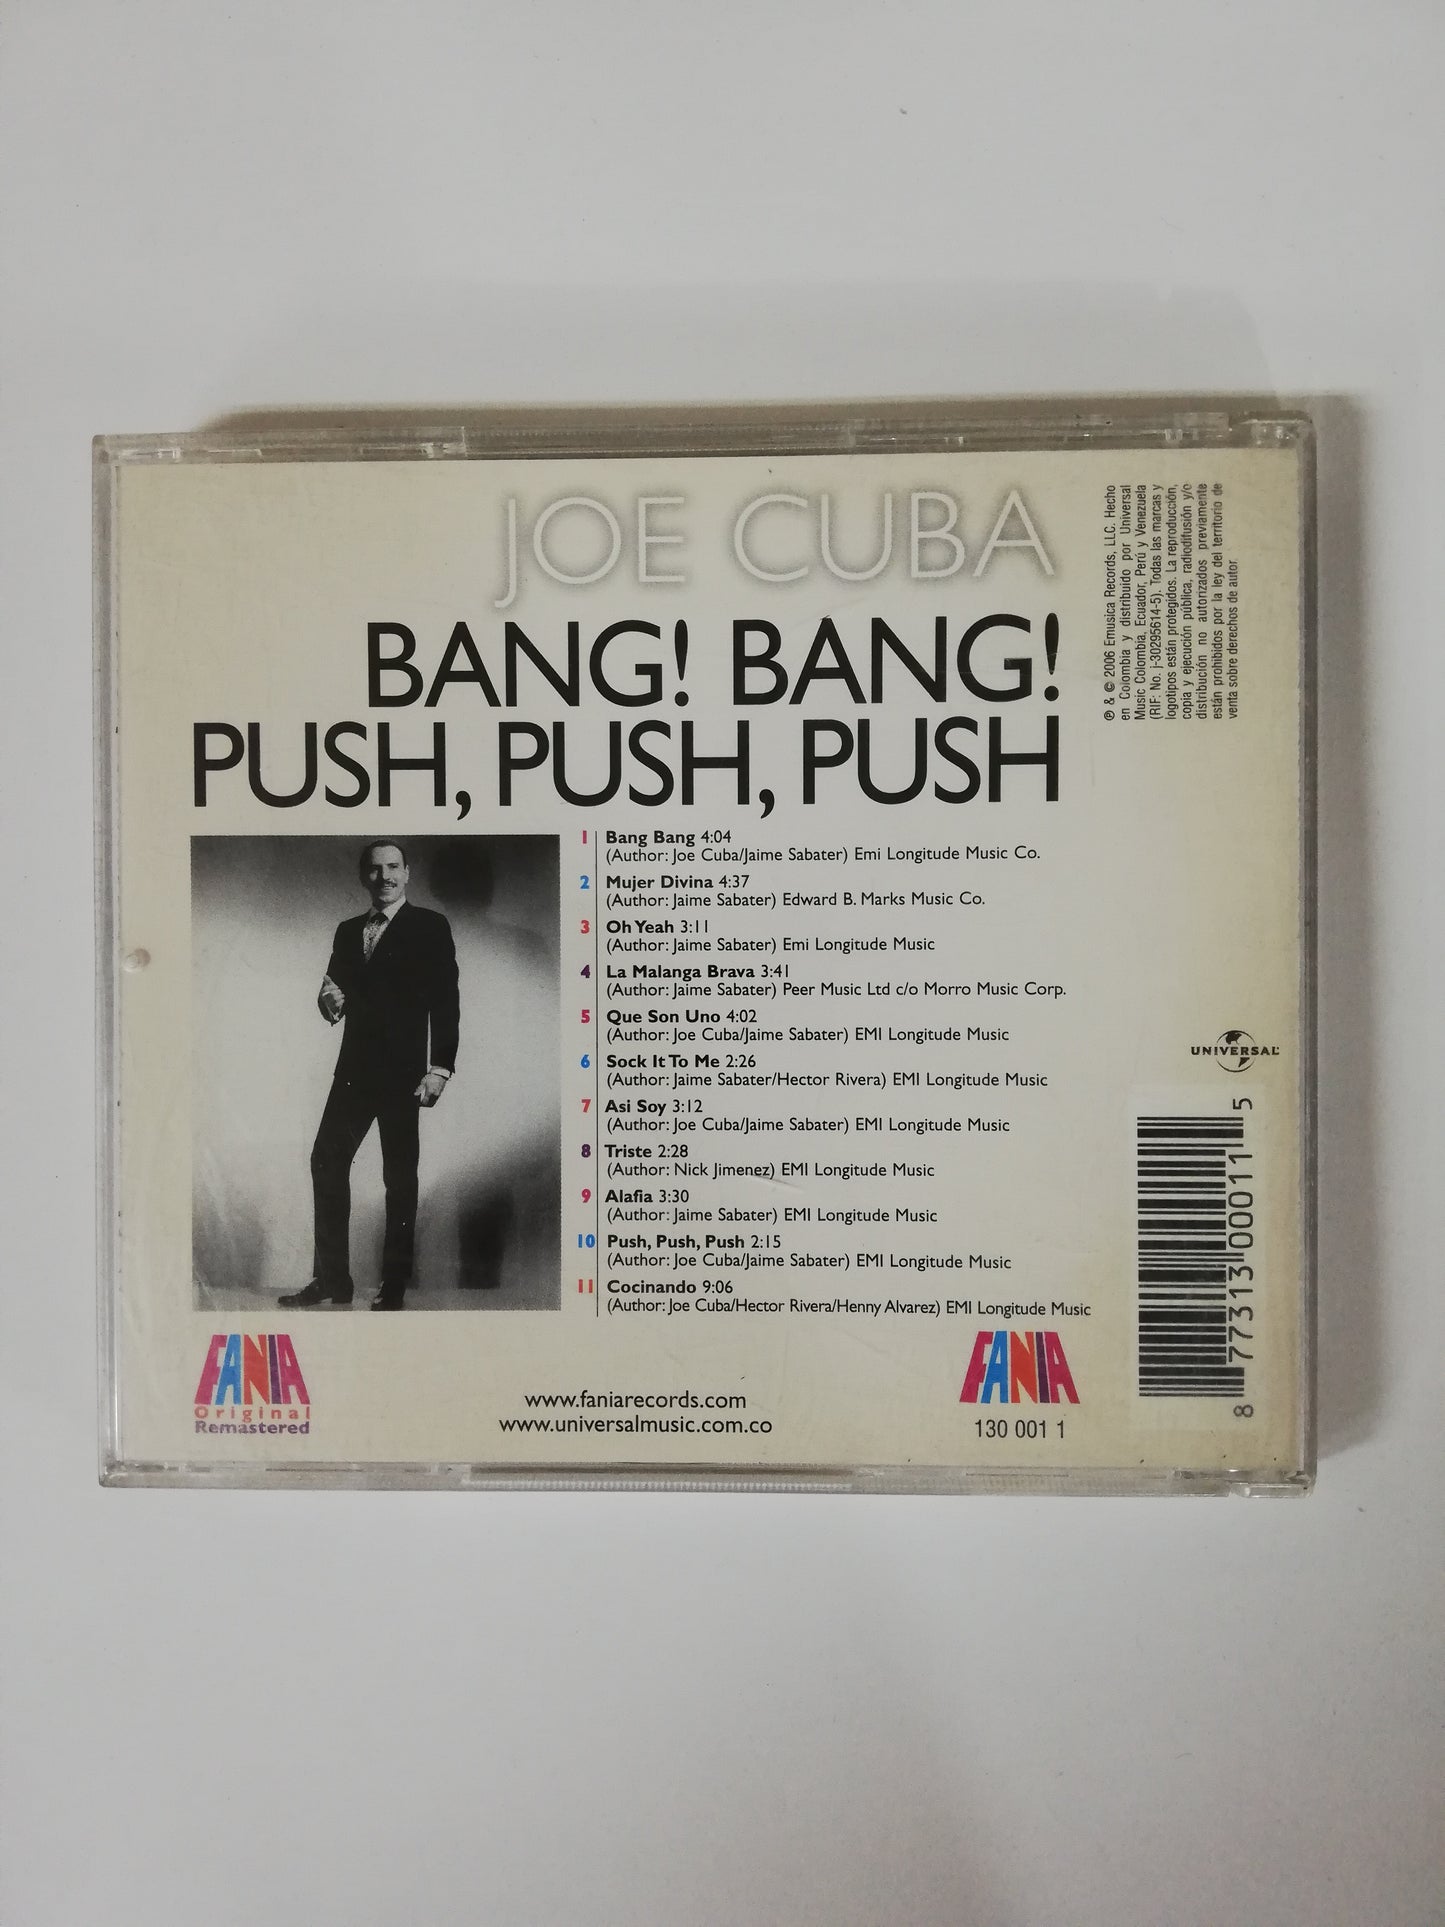 JOE CUBA
BANG! BANG!
PUSH, PUSH, PUSH
1 Bang Bang 4:04
(Author: Joe Cuba/Jaime Sabater) Emi Longitude Music Co.
2 Mujer Divina 4:37
(Author: Jaime Sabater) Edward B. Marks Music Co.
3 Oh Yeah 3:11
(Author: Jaime Sabater) Emi Longitude Music
4 La Malanga Brava 3:41
(Author: Jaime Sabater) Peer Music Ltd c/o Morro Music Corp.
5 Que Son Uno 4:02
(Author: Joe Cuba/Jaime Sabater) EMI Longitude Music
6 Sock It To Me 2:26
(Author: Jaime Sabater/Hector Rivera) EMI Longitude Music
7 Asi Soy 3:12
(Author: Joe Cuba/Jaime Sabater) EMI Longitude Music
8 Triste 2:28
(Author: Nick Jimenez) EMI Longitude Music
9 Alafia 3:30
(Author: Jaime Sabater) EMI Longitude Music
10 Push, Push, Push 2:15
(Author: Joe Cuba/Jaime Sabater) EMI Longitude Music
11 Cocinando 9:06
(Author: Joe Cuba/Hector Rivera/Henny Alvarez) EMI Longitude Music
FANIA
Original
Remastered
www.faniarecords.com
www.universalmusic.com.co
FANIA
130 001 1
℗ & © 2006 Emusica Records, LLC. Hecho
en Colombia y distribuido por Universal
Music Colombia, Ecuador, Perú y Venezuela
(RIF: No. j-30295614-5). Todas las marcas y
logotipos están protegidos. La reproducción,
copia y ejecución pública, radiodifusión y/o
distribución no autorizados previamente
están prohibidos por la ley del territorio de
venta sobre derechos de autor.
UNIVERSAL
8 77313 00011 5